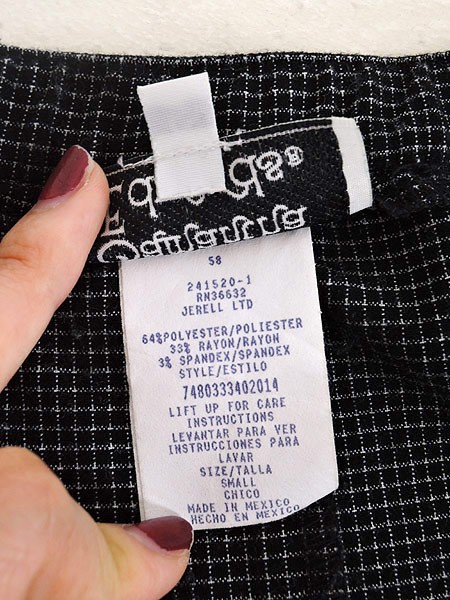 58
241520-1
RN36632
JERELL LTD
64%POLYESTER/POLIESTER
33% RAYON/RAYON
3% SPANDEX/SPANDEX
STYLE/ESTILO
7480333402014
LIFT UP FOR CARE
INSTRUCTIONS
LEVANTAR PARA VER
INSTRUCCIONES PARA
LAVAR
SIZE/TALLA
SMALL
CHICO
MADE IN MEXICO
HECHO EN MEXICO